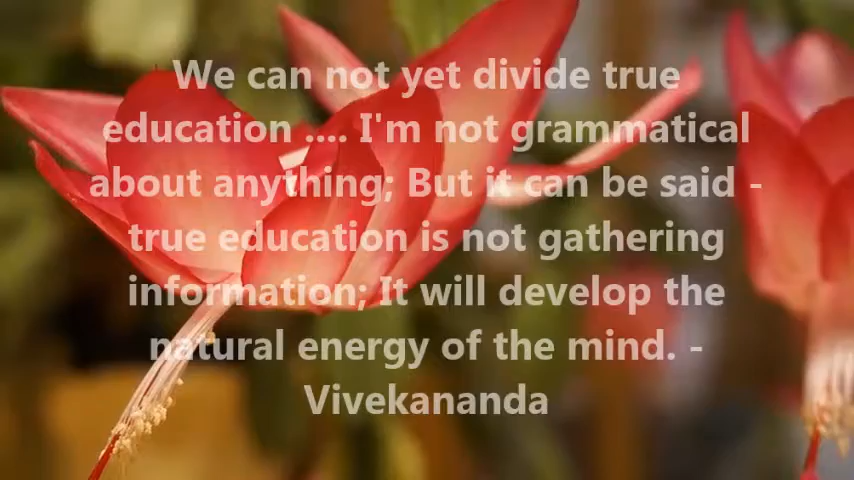 We can not yet divide true
education .... I'm not grammatical
about anything; But it can be said -
true education is not gathering
information; It will develop the
natural energy of the mind. -
Vivekananda